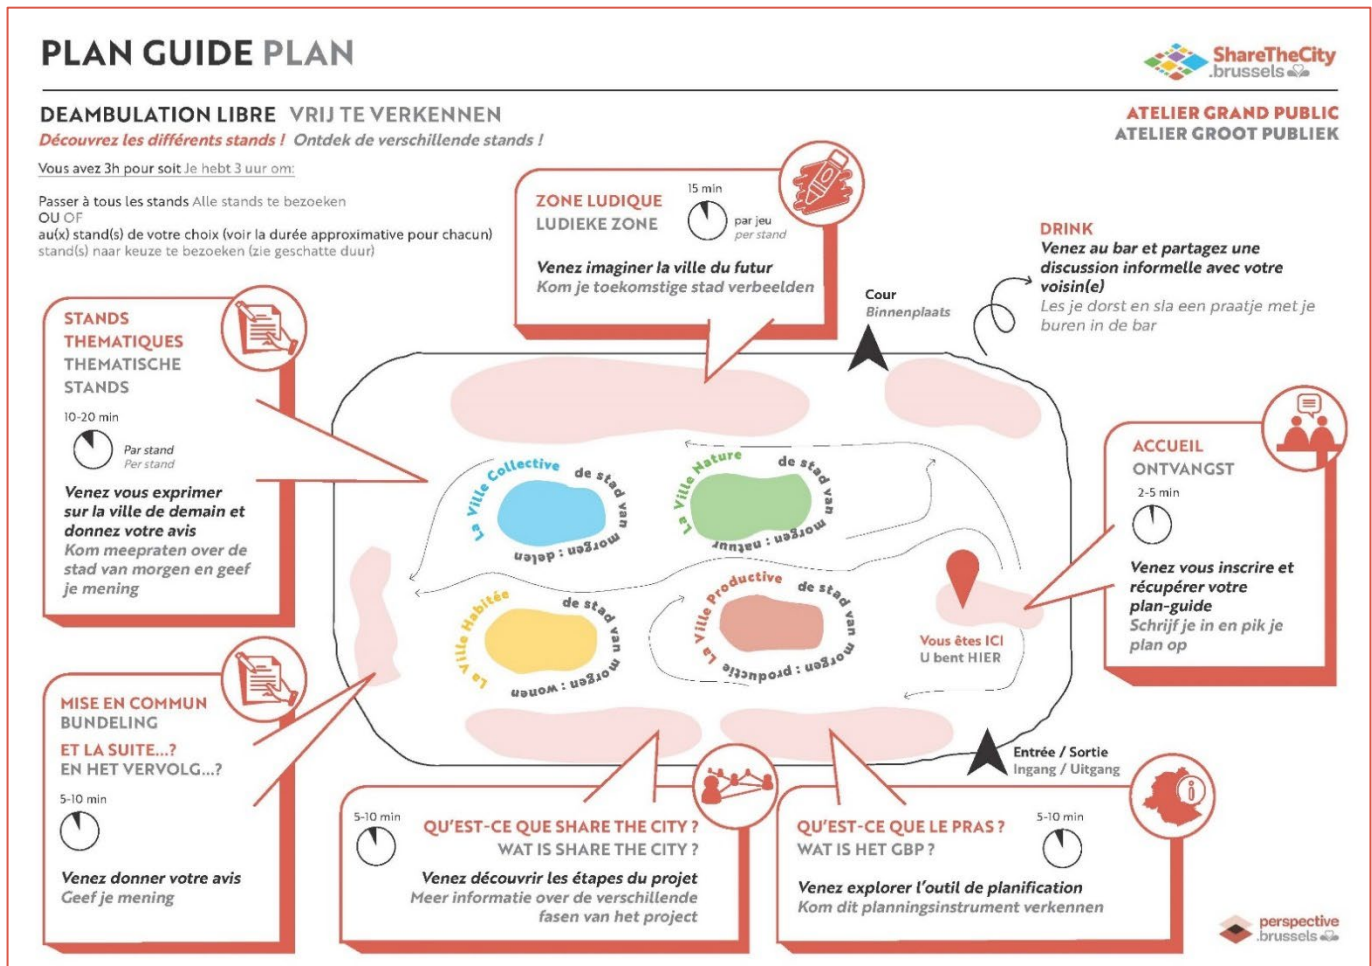 PLAN GUIDE PLAN
ShareTheCity
.brussels
DEAMBULATION LIBRE VRIJ TE VERKENNEN
Découvrez les différents stands ! Ontdek de verschillende stands !
ATELIER GRAND PUBLIC
ATELIER GROOT PUBLIEK
Vous avez 3h pour soit Je hebt 3 uur om:
Passer à tous les stands Alle stands te bezoeken
OU OF
au(x) stand(s) de votre choix (voir la durée approximative pour chacun)
stand(s) naar keuze te bezoeken (zie geschatte duur)
ZONE LUDIQUE
LUDIEKE ZONE
15 min
par jeu
per stand
Venez imaginer la ville du futur
Kom je toekomstige stad verbeelden
DRINK
Venez au bar et partagez une
discussion informelle avec votre
voisin(e)
Les je dorst en sla een praatje met je
buren in de bar
Cour
Binnenplaats
STANDS
THEMATIQUES
THEMATISCHE
STANDS
10-20 min
Par stand
Per stand
Venez vous exprimer
sur la ville de demain et
donnez votre avis
Kom meepraten over de
stad van morgen en geef
je mening
La Ville Collective
de stad van morgen : delen
La Ville Nature
de stad van morgen : natuur
La Ville Habitée
de stad van morgen : wonen
La Ville Productive
de stad van morgen : productie
Vous êtes ICI
U bent HIER
ACCUEIL
ONTVANGST
2-5 min
Venez vous inscrire et
récupérer votre
plan-guide
Schrijf je in en pik je
plan op
MISE EN COMMUN
BUNDELING
ET LA SUITE...?
EN HET VERVOLG...?
5-10 min
Venez donner votre avis
Geef je mening
Entrée / Sortie
Ingang / Uitgang
5-10 min
QU'EST-CE QUE SHARE THE CITY ?
WAT IS SHARE THE CITY ?
Venez découvrir les étapes du projet
Meer informatie over de verschillende
fasen van het project
QU'EST-CE QUE LE PRAS ?
WAT IS HET GBP ?
5-10 min
Venez explorer l'outil de planification
Kom dit planningsinstrument verkennen
perspective
.brussels